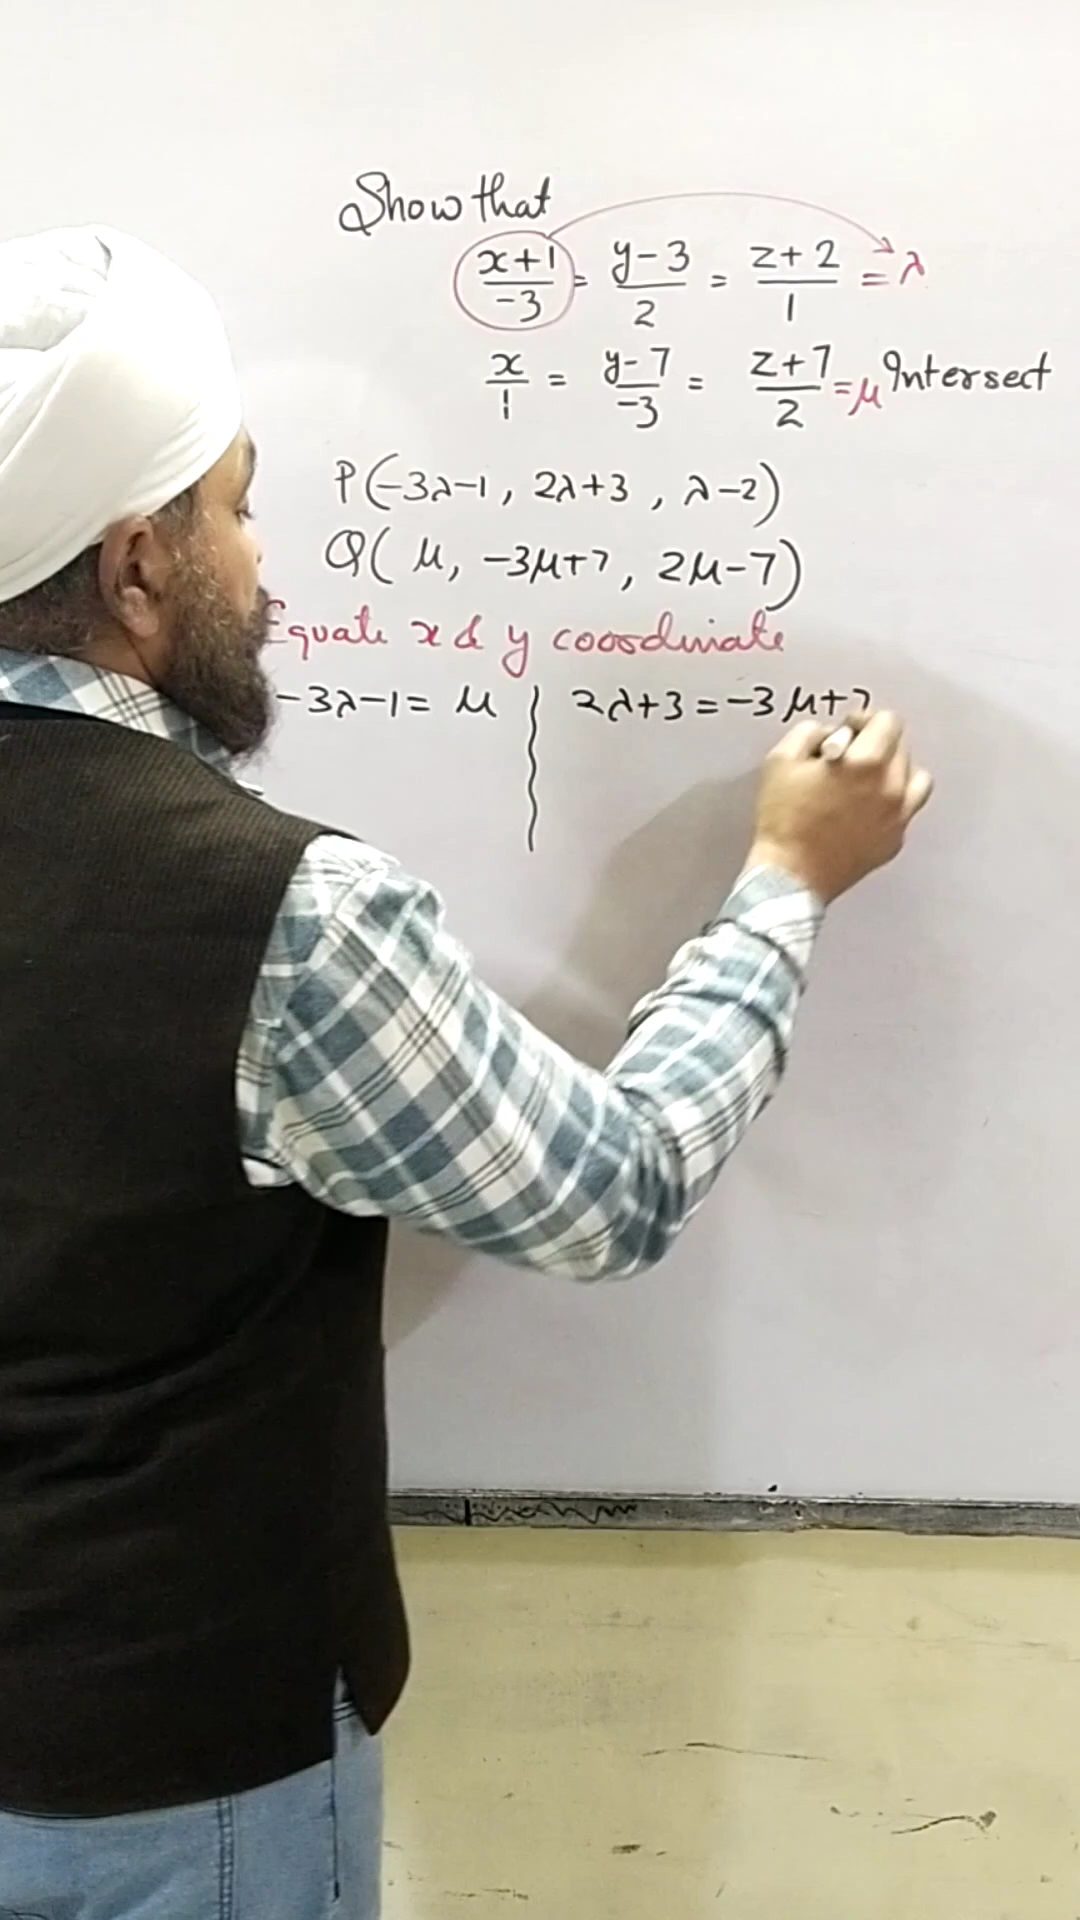 Show that
x+1/-3 = y-3/2 = z+2/1 = λ
x/1 = y-7/-3 = z+7/2 = μ Intersect
P(-3λ-1, 2λ+3, λ-2)
Q(μ, -3μ+7, 2μ-7)
Equate x & y coordinate
-3λ-1 = μ 2λ+3 = -3μ+7